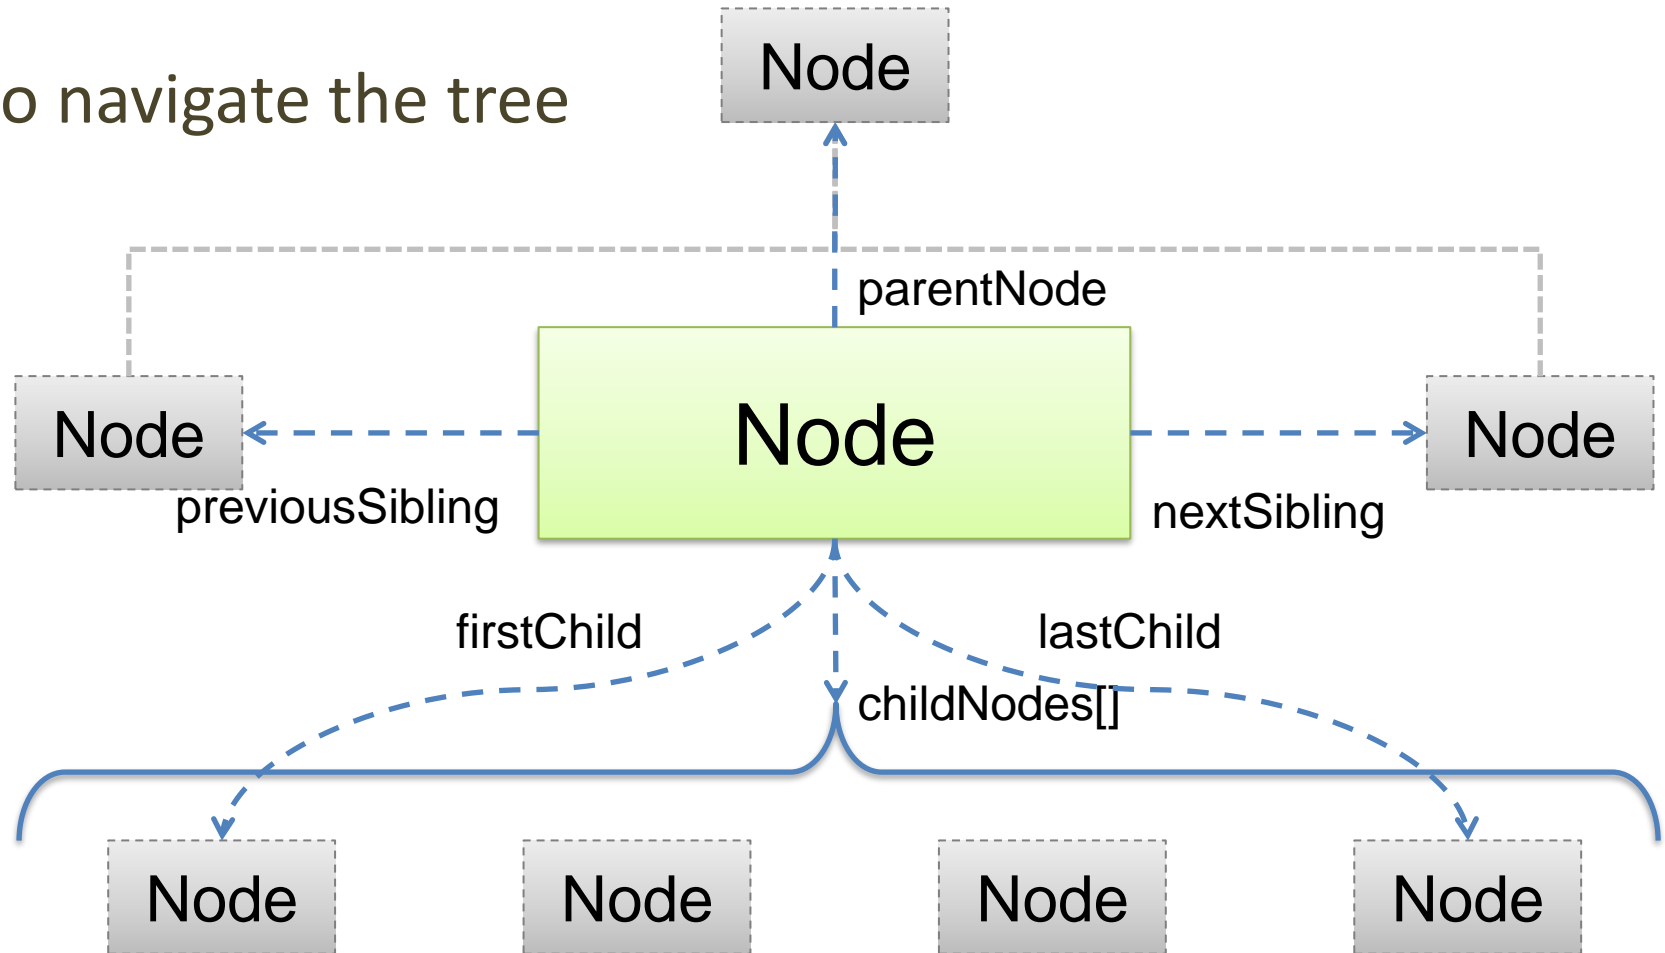 Node
o navigate the tree
parentNode
Node
Node
Node
previousSibling
nextSibling
firstChild
lastChild
childNodes[]
Node
Node
Node
Node